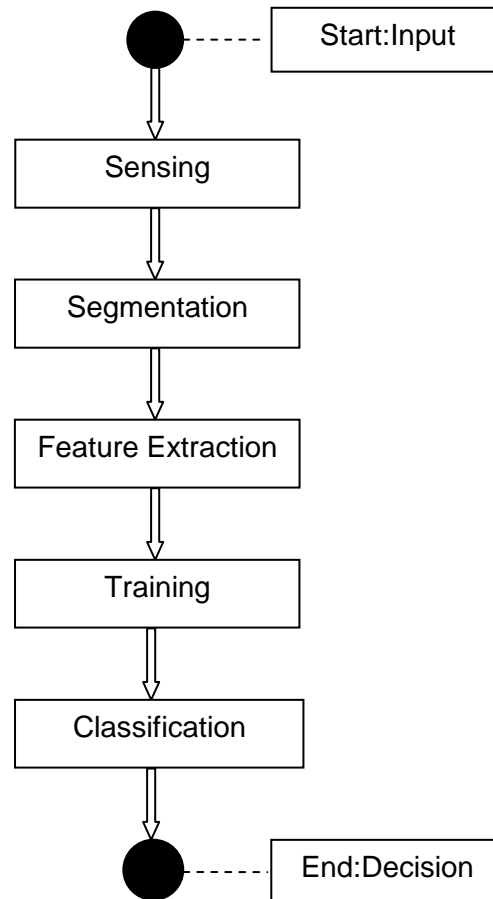 Start:Input
Sensing
Segmentation
Feature Extraction
Training
Classification
End:Decision